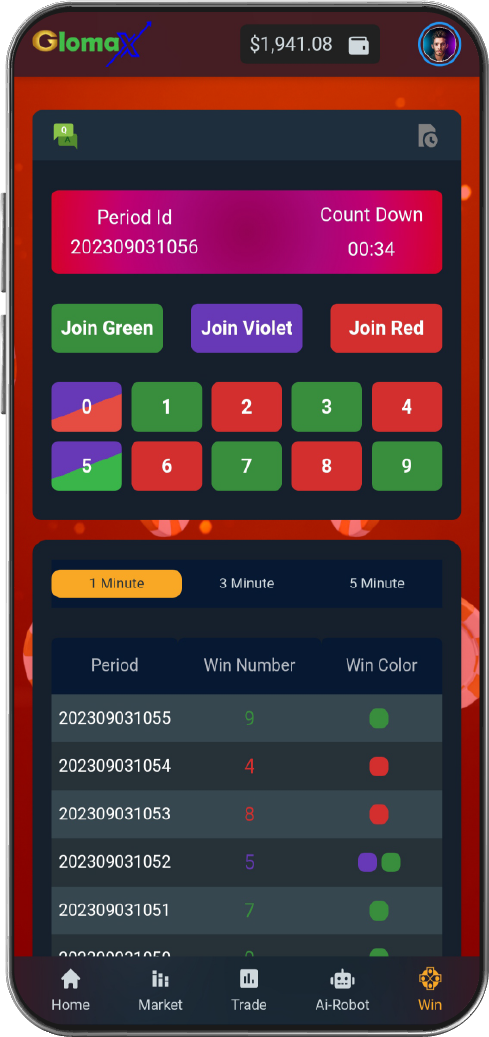 GlomaX
$1,941.08
Q
A
Period Id
Count Down
202309031056
00:34
Join Green
Join Violet
Join Red
0
1
2
3
4
5
6
7
8
9
1 Minute
3 Minute
5 Minute
Period
Win Number
Win Color
202309031055
9
202309031054
4
202309031053
8
202309031052
5
202309031051
7
Home
Market
Trade
Ai-Robot
Win